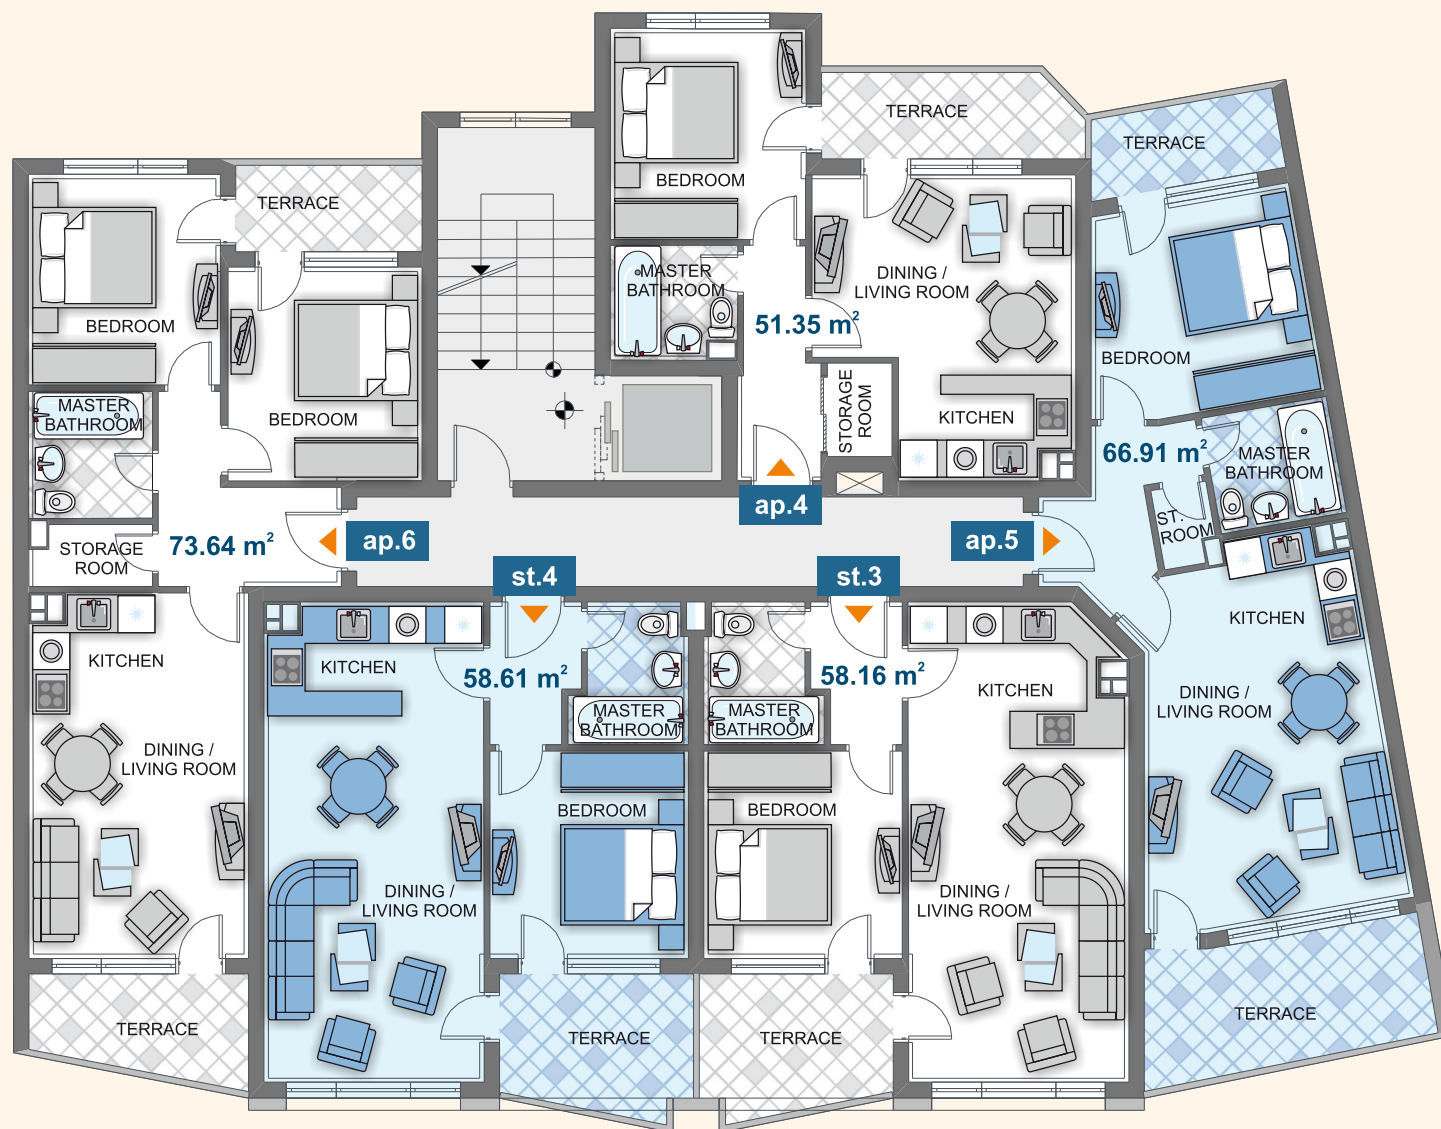 TERRACE
BEDROOM
TERRACE
BEDROOM
TERRACE
BEDROOM
BEDROOM
MASTER
BATHROOM
STORAGE
ROOM
73.64 m²
ap.6
KITCHEN
DINING /
LIVING ROOM
TERRACE
MASTER
BATHROOM
51.35 m²
DINING /
LIVING ROOM
STORAGE
ROOM
KITCHEN
ap.4
TERRACE
BEDROOM
66.91 m²
MASTER
BATHROOM
ST.
ROOM
ap.5
KITCHEN
DINING /
LIVING ROOM
TERRACE
st.4
KITCHEN
58.61 m²
MASTER
BATHROOM
BEDROOM
DINING /
LIVING ROOM
TERRACE
st.3
58.16 m²
MASTER
BATHROOM
KITCHEN
BEDROOM
DINING /
LIVING ROOM
TERRACE